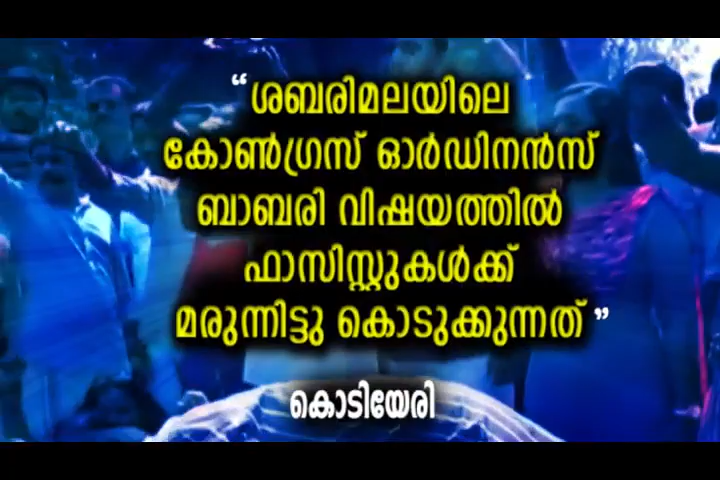 “ ശബരിമലയിലെ
കോൺഗ്രസ് ഓർഡിനൻസ്
ബാബരി വിഷയത്തിൽ
ഫാസിസ്റ്റുകൾക്ക്
മരുന്നിട്ടു കൊടുക്കുന്നത് ”
കൊടിയേരി